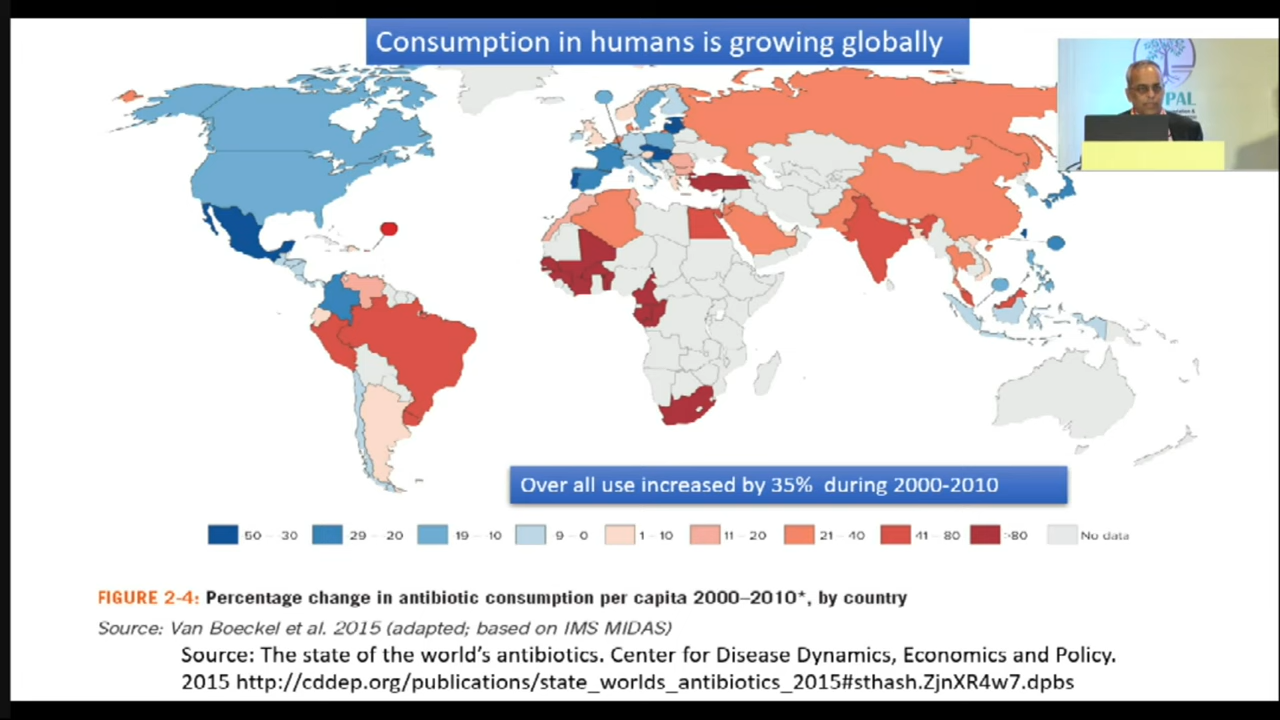 Consumption in humans is growing globally
PAL
Over all use increased by 35% during 2000-2010
50 – 30
29 – 20
19 – 10
9 – 0
1 – 10
11 – 20
21 – 40
41 – 80
>80
No data
FIGURE 2-4: Percentage change in antibiotic consumption per capita 2000–2010*, by country
Source: Van Boeckel et al. 2015 (adapted; based on IMS MIDAS)
Source: The state of the world's antibiotics. Center for Disease Dynamics, Economics and Policy.
2015 http://cddep.org/publications/state_worlds_antibiotics_2015#sthash.ZjnXR4w7.dpbs